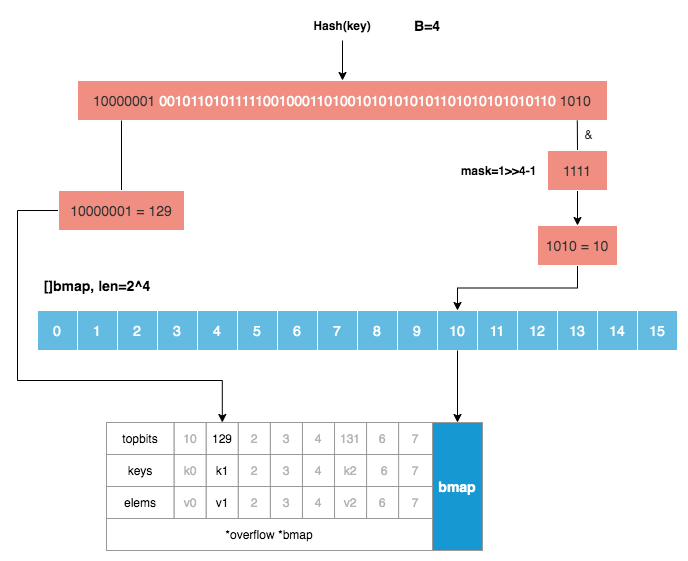 Hash(key) B=4
10000001 0010110101111100100011010010101010101101010101010110 1010
&
mask=1>>4-1 1111
10000001 = 129
1010 = 10
[]bmap, len=2^4
0 1 2 3 4 5 6 7 8 9 10 11 12 13 14 15
topbits 10 129 2 3 4 131 6 7
keys k0 k1 2 3 4 k2 6 7
bmap
elems v0 v1 2 3 4 v2 6 7
*overflow *bmap